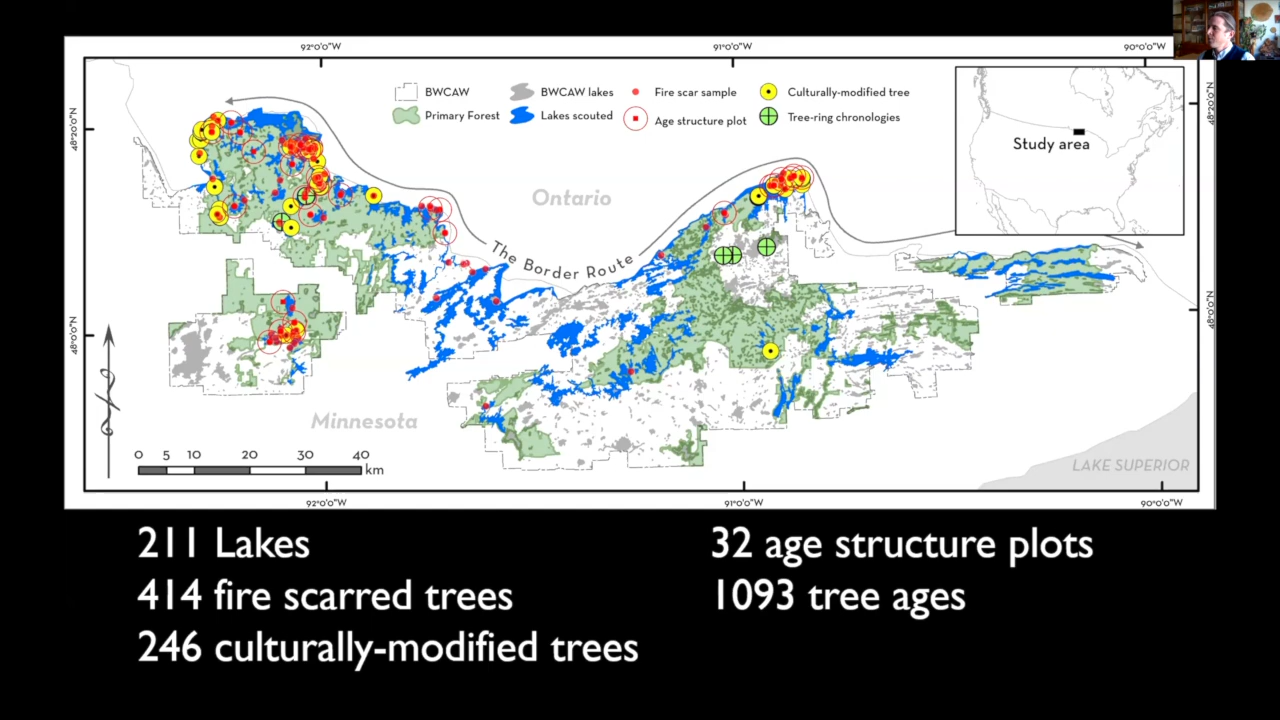 92°0'0"W 91°0'0"W 90°0'0"W
BWCAW BWCAW lakes Fire scar sample Culturally-modified tree
Primary Forest Lakes scouted Age structure plot Tree-ring chronologies
48°20'0"N
48°20'0"N
Study area
Ontario
The Border Route
48°0'0"N
48°0'0"N
Minnesota
0 5 10 20 30 40
km
LAKE SUPERIOR
92°0'0"W 91°0'0"W 90°0'0"W
211 Lakes
414 fire scarred trees
246 culturally-modified trees
32 age structure plots
1093 tree ages